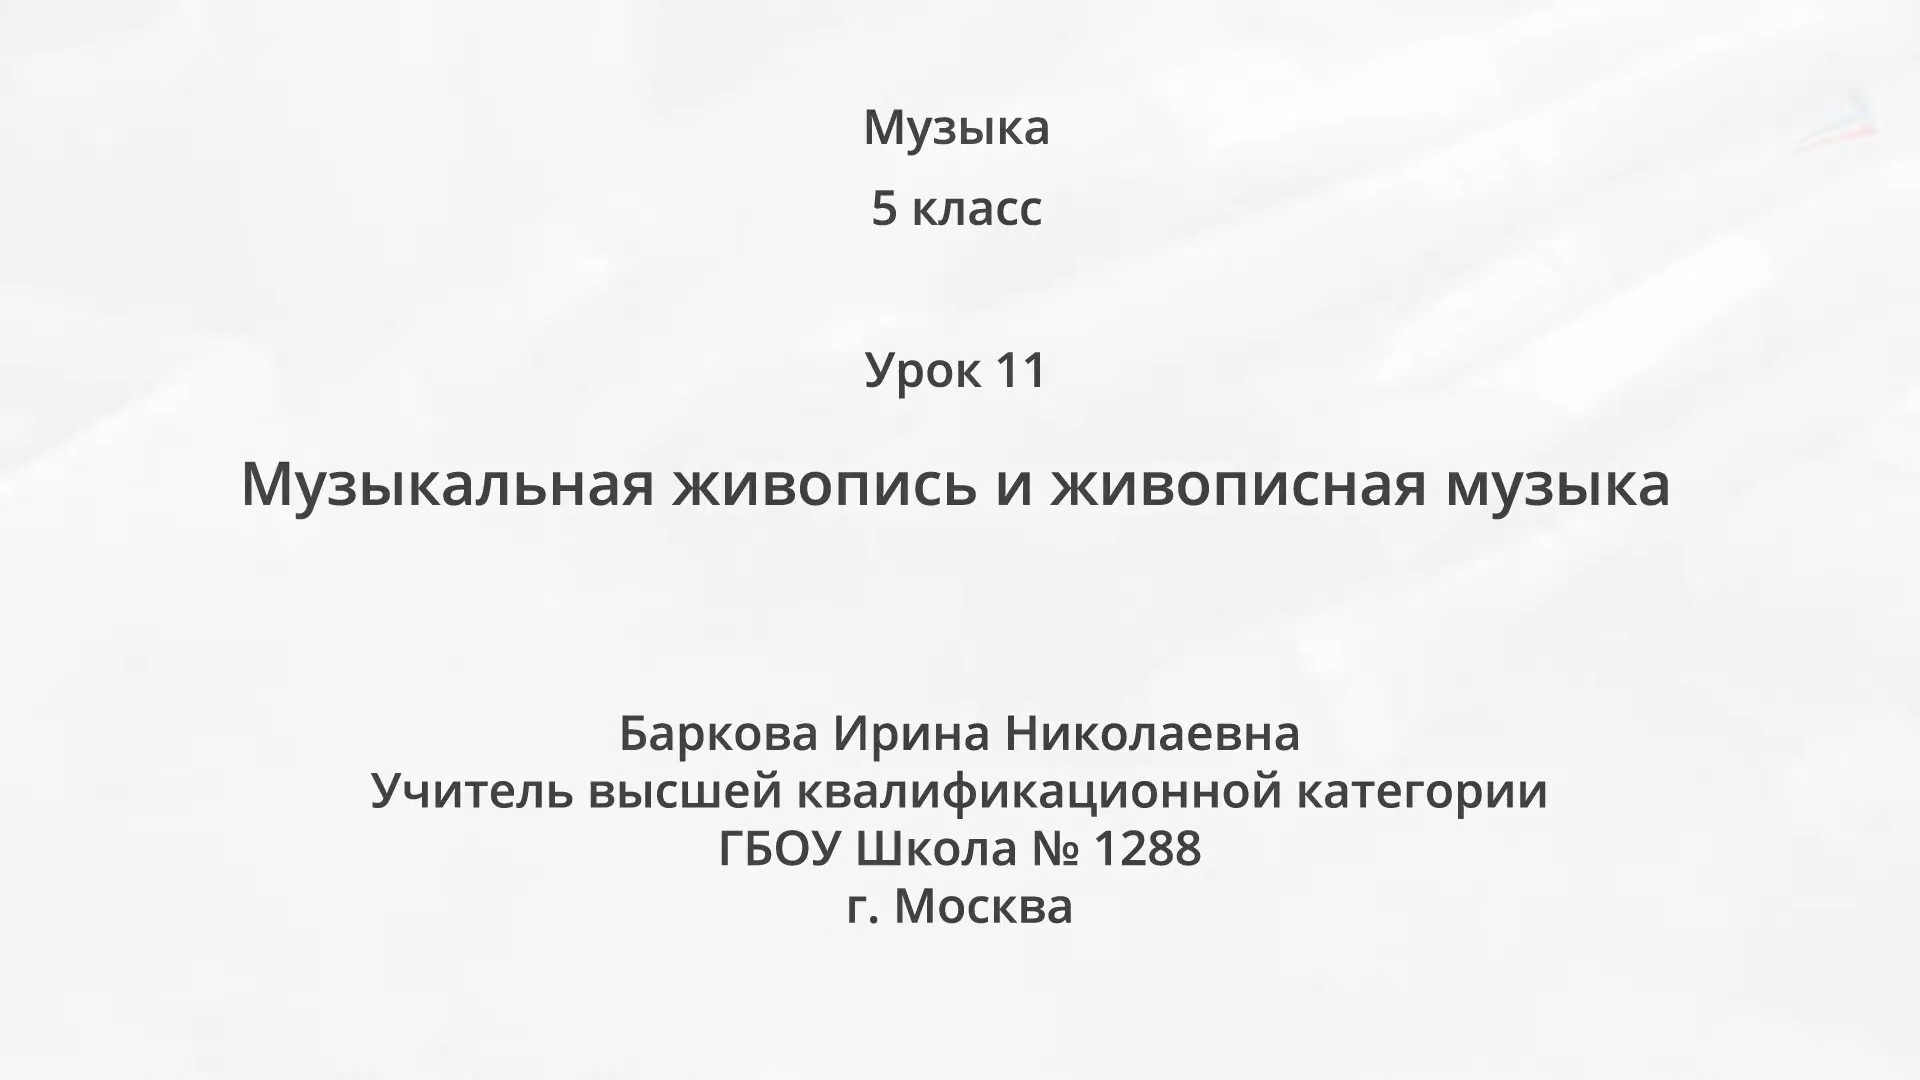 Музыка
5 класс
Урок 11
Музыкальная живопись и живописная музыка
Баркова Ирина Николаевна
Учитель высшей квалификационной категории
ГБОУ Школа № 1288
г. Москва